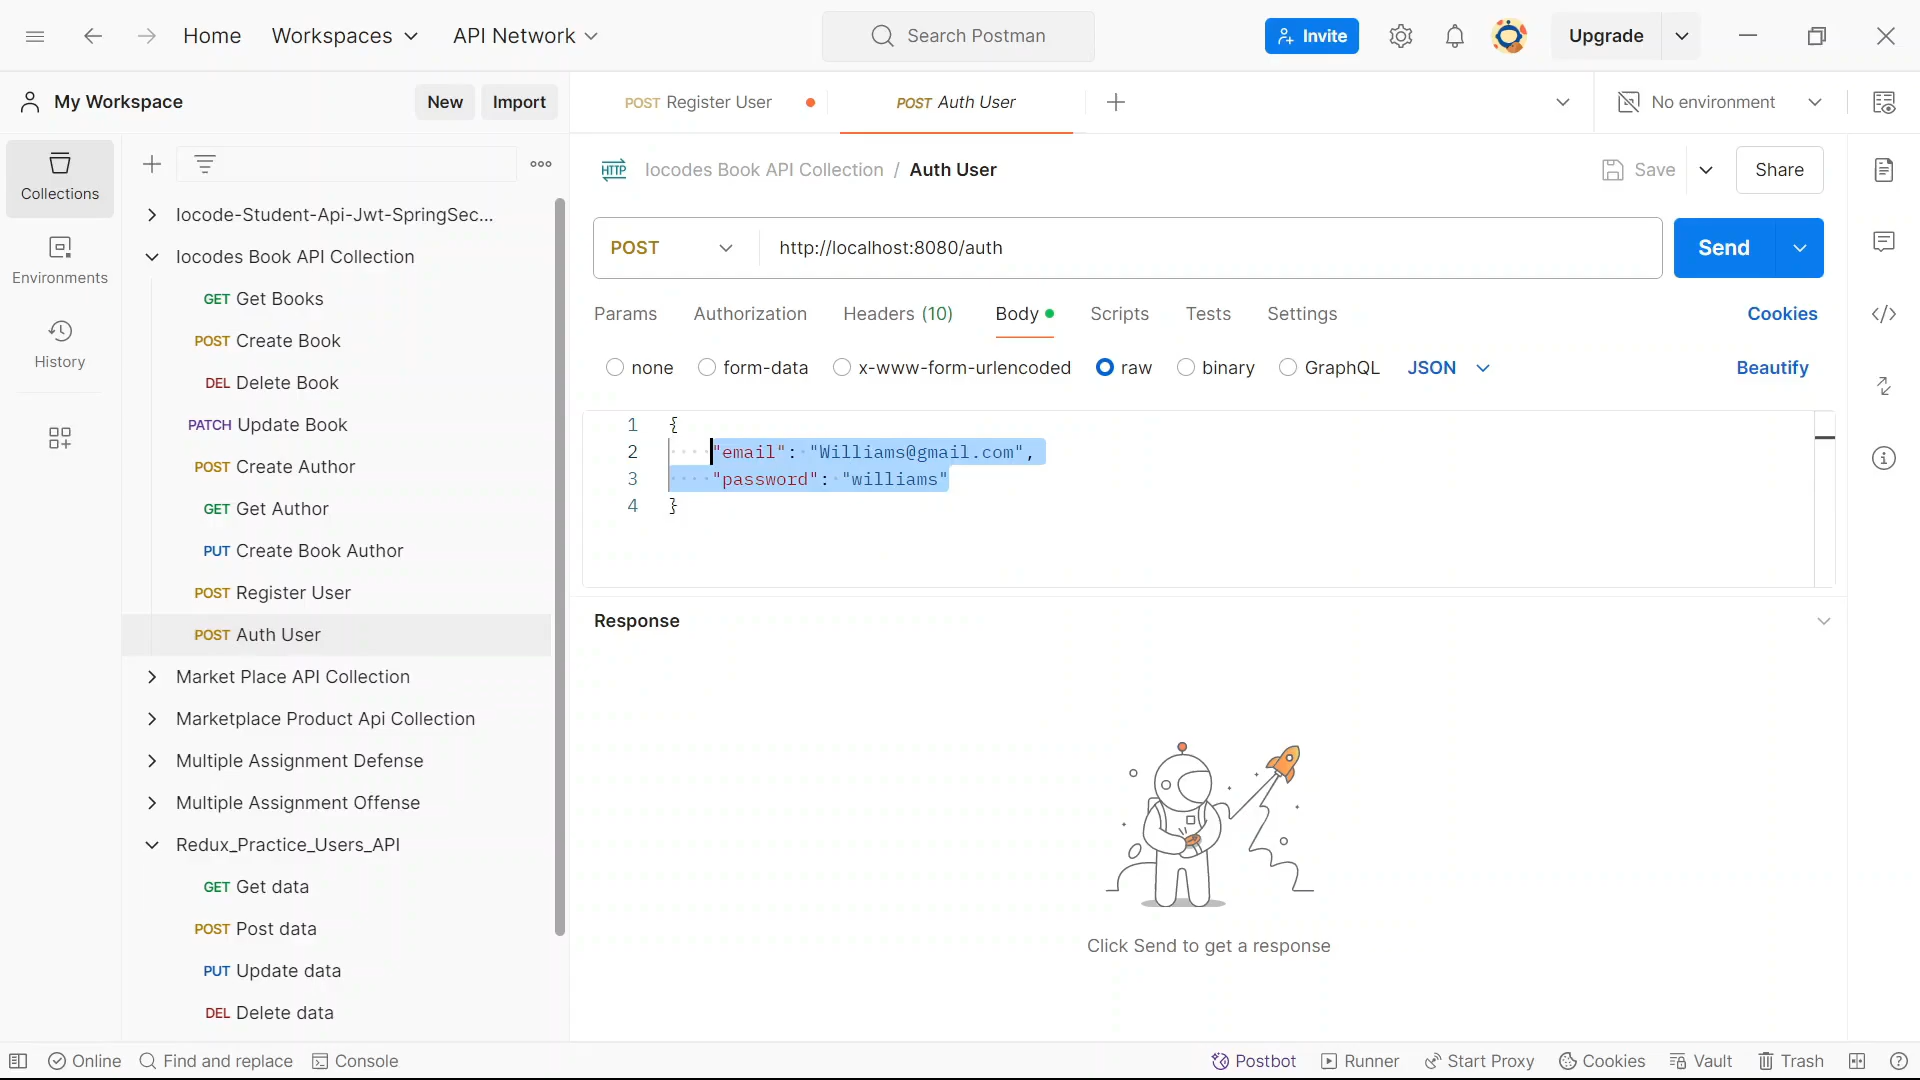 Home
Workspaces
API Network
Search Postman
Invite
Upgrade
My Workspace
New
Import
POST Register User
POST Auth User
No environment
Collections
Environments
History
Iocode-Student-Api-Jwt-SpringSec...
Iocodes Book API Collection
GET Get Books
POST Create Book
DEL Delete Book
PATCH Update Book
POST Create Author
GET Get Author
PUT Create Book Author
POST Register User
POST Auth User
Market Place API Collection
Marketplace Product Api Collection
Multiple Assignment Defense
Multiple Assignment Offense
Redux_Practice_Users_API
GET Get data
POST Post data
PUT Update data
DEL Delete data
HTTP Iocodes Book API Collection / Auth User
Save
Share
POST
http://localhost:8080/auth
Send
Params
Authorization
Headers (10)
Body
Scripts
Tests
Settings
Cookies
none
form-data
x-www-form-urlencoded
raw
binary
GraphQL
JSON
Beautify
1 {
2 "email": "Williams@gmail.com",
3 "password": "williams"
4 }
Response
Click Send to get a response
Online
Find and replace
Console
Postbot
Runner
Start Proxy
Cookies
Vault
Trash